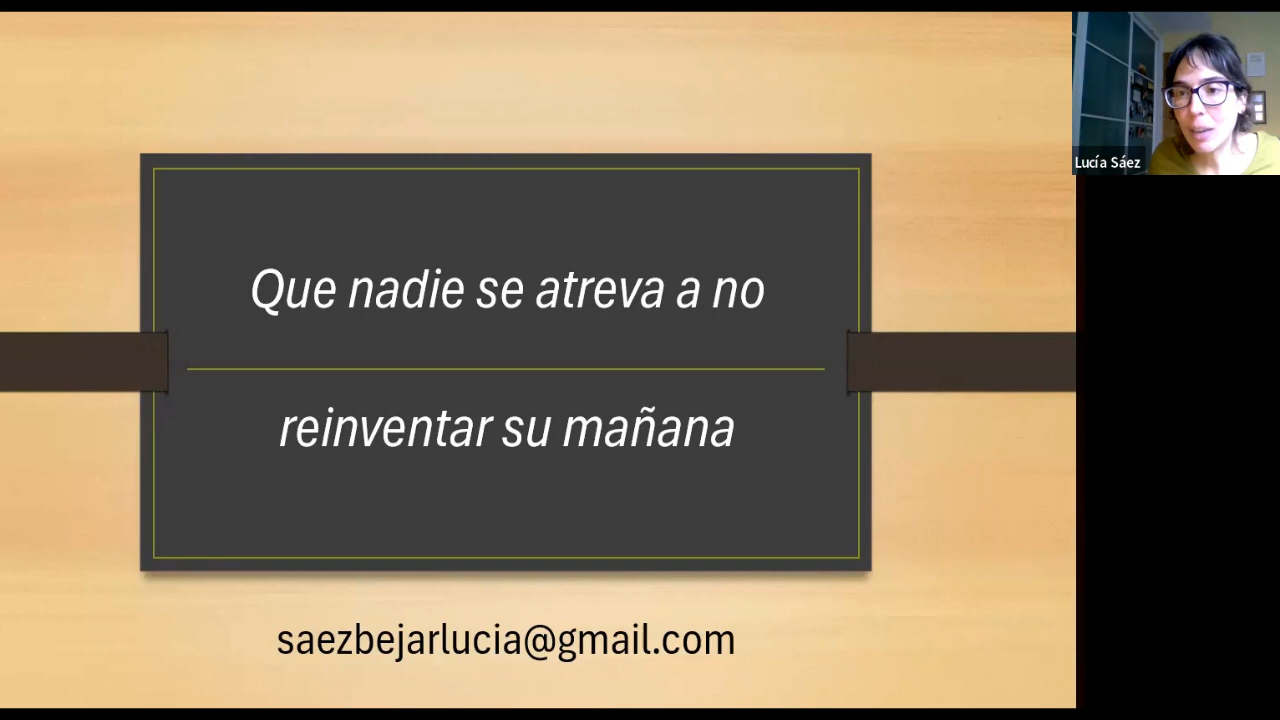 Que nadie se atreva a no
reinventar su mañana
saezbejarlucia@gmail.com
Lucía Sáez